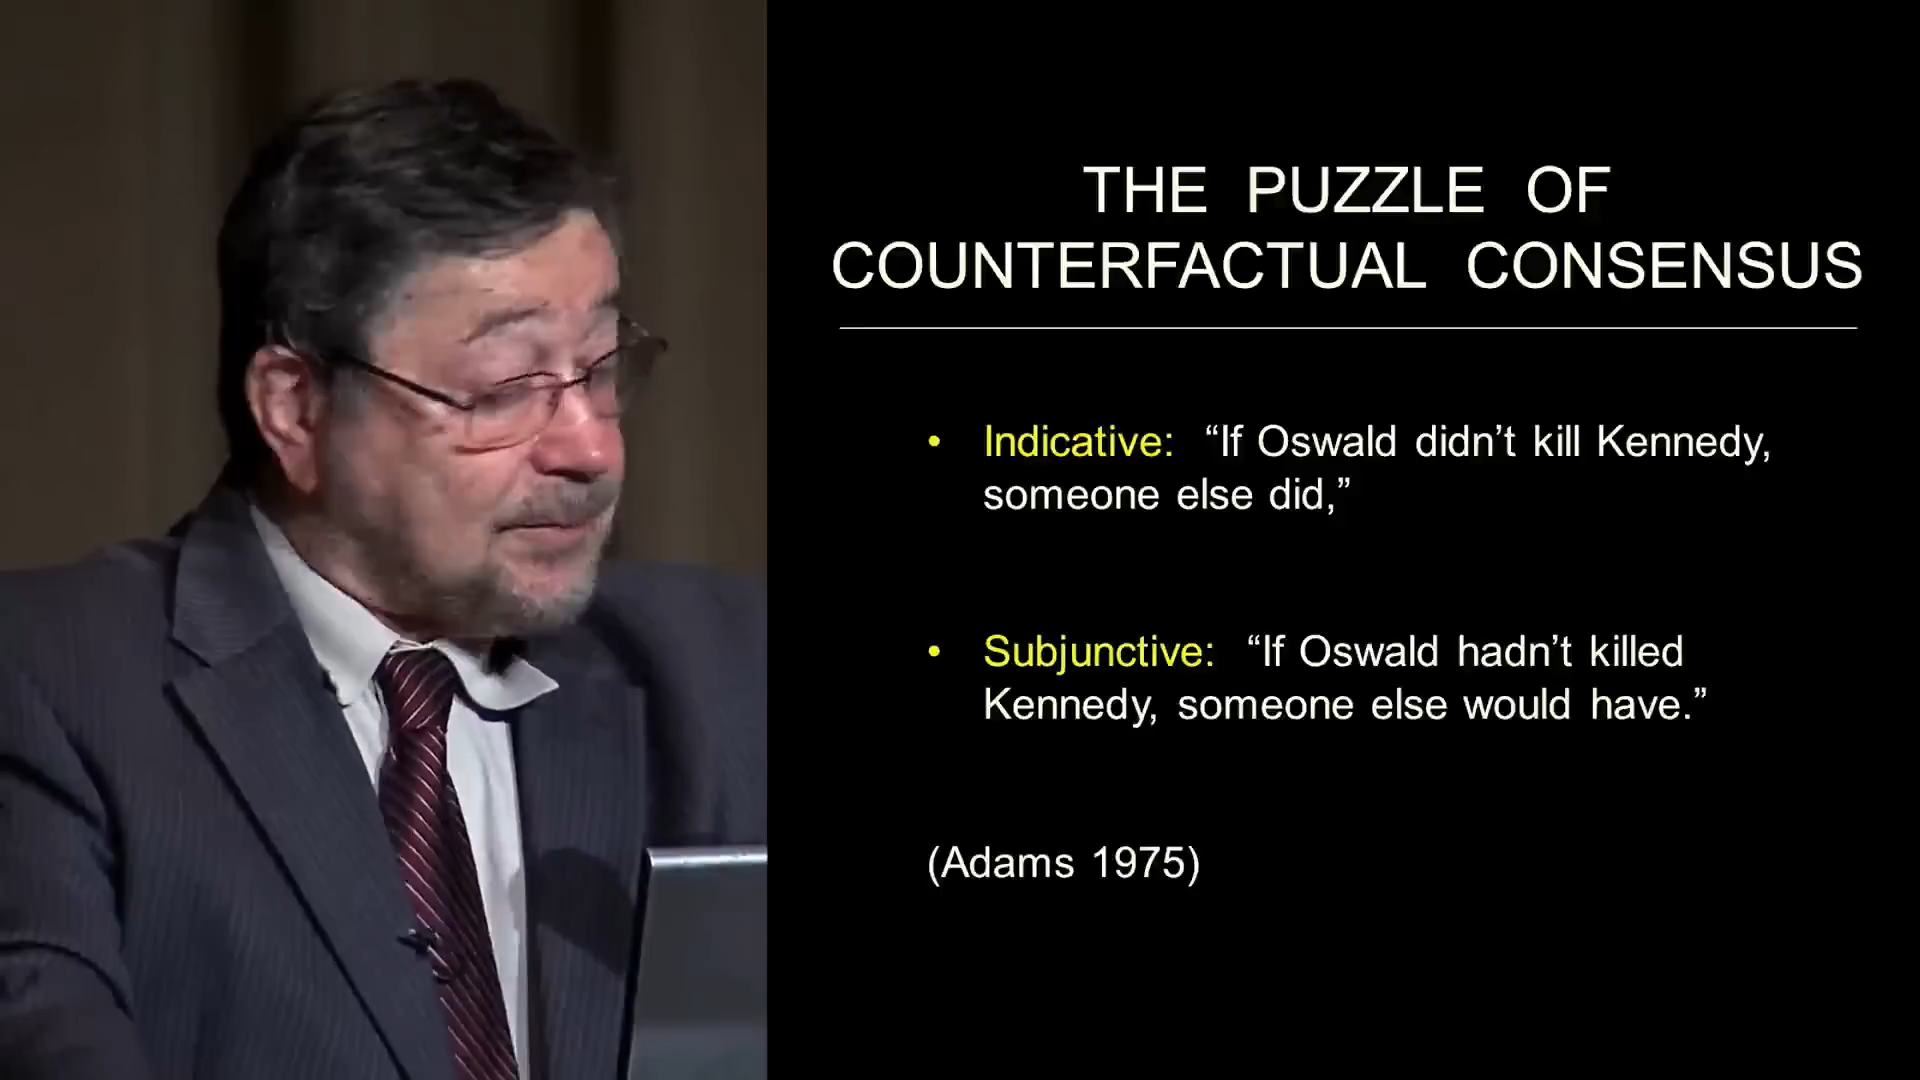 THE PUZZLE OF
COUNTERFACTUAL CONSENSUS
• Indicative: “If Oswald didn’t kill Kennedy,
someone else did,”
• Subjunctive: “If Oswald hadn’t killed
Kennedy, someone else would have.”
(Adams 1975)